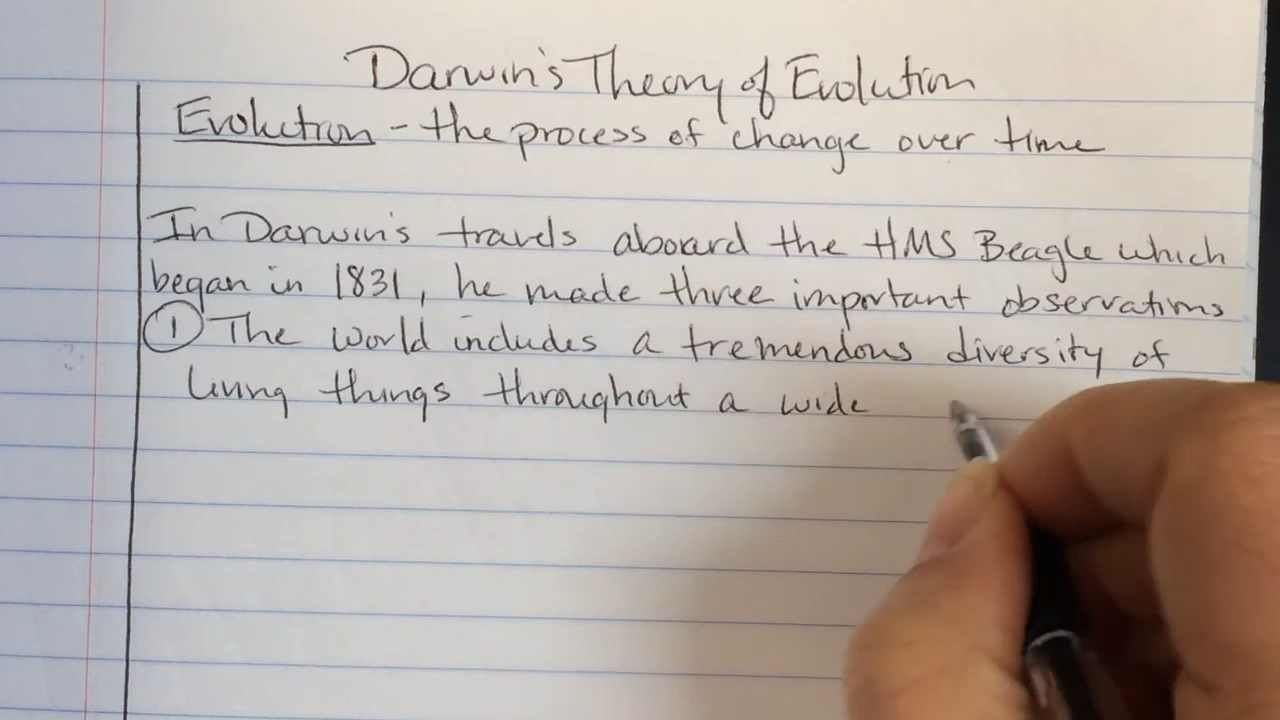 Darwin's Theory of Evolution
Evolution - the process of change over time
In Darwin's travels aboard the HMS Beagle which
began in 1831, he made three important observations
① The world includes a tremendous diversity of
living things throughout a wide